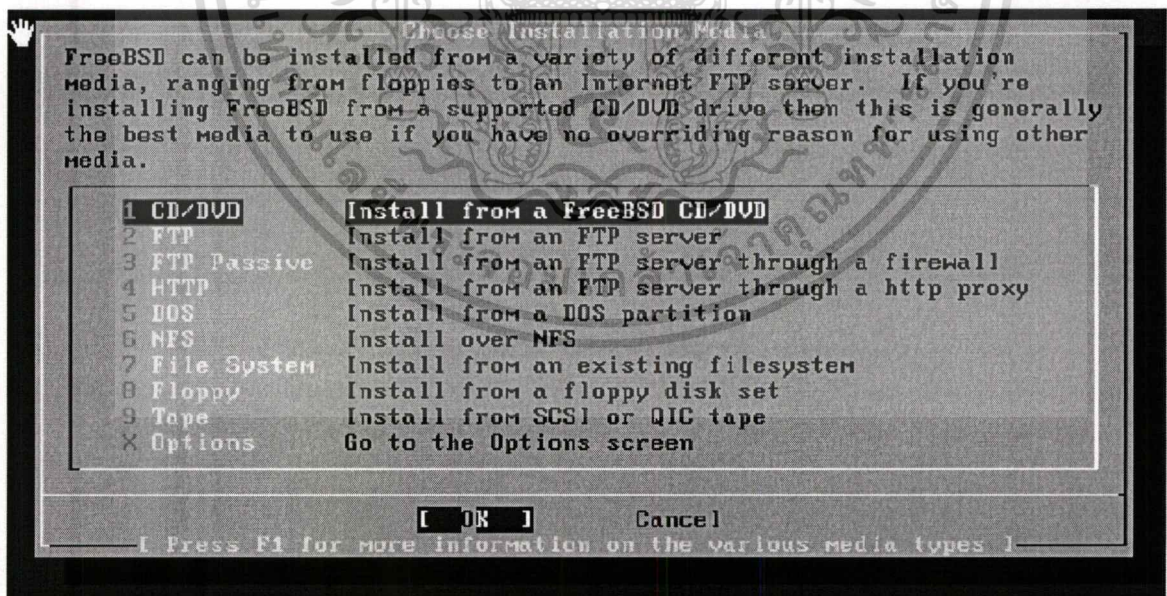 Choose Installation Media
FreeBSD can be installed from a variety of different installation
media, ranging from floppies to an Internet FTP server.  If you're
installing FreeBSD from a supported CD/DVD drive then this is generally
the best media to use if you have no overriding reason for using other
media.
1 CD/DVD Install from a FreeBSD CD/DVD
2 FTP Install from an FTP server
3 FTP Passive Install from an FTP server through a firewall
4 HTTP Install from an FTP server through a http proxy
5 DOS Install from a DOS partition
6 NFS Install over NFS
7 File System Install from an existing filesystem
8 Floppy Install from a floppy disk set
9 Tape Install from SCSI or QIC tape
X Options Go to the Options screen
[ OK ] Cancel
[ Press F1 for more information on the various media types ]